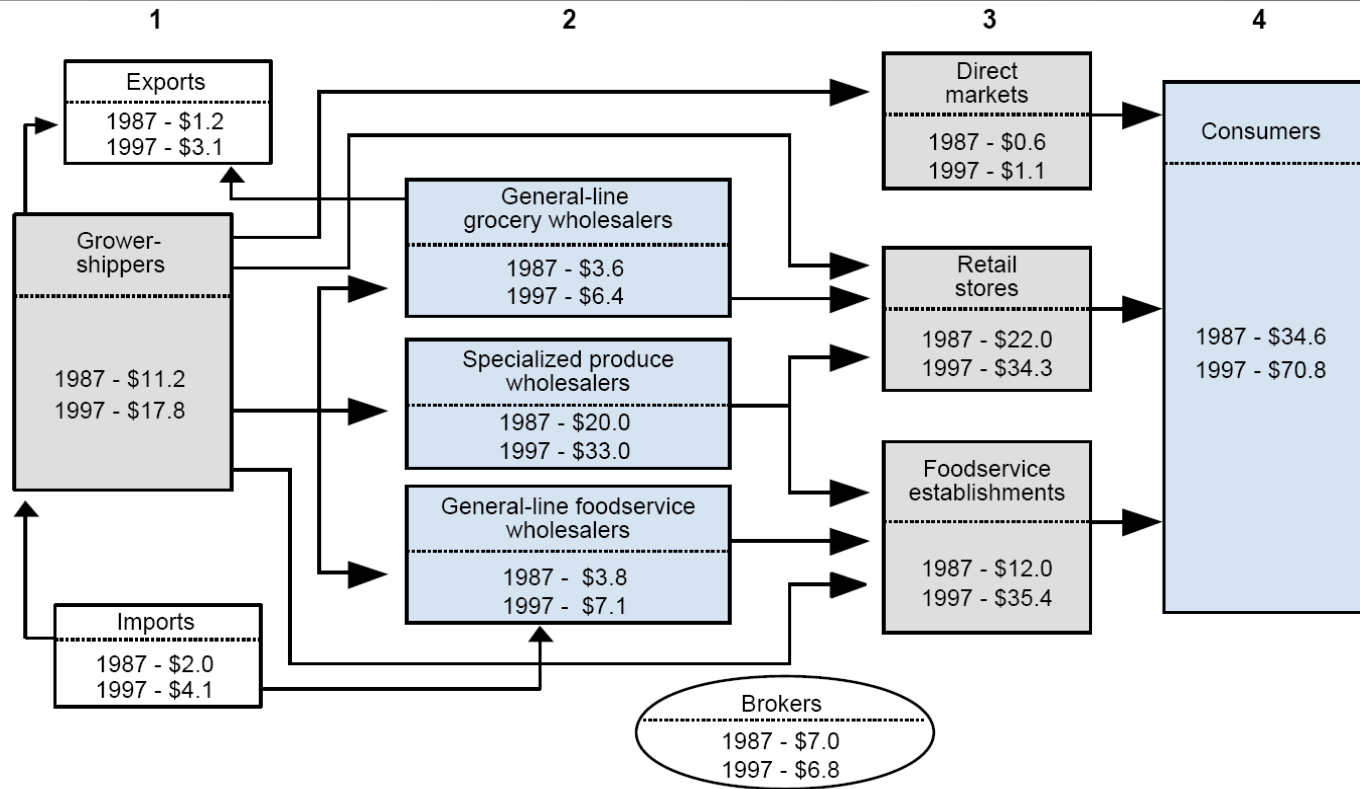 1
2
3
4
Exports
1987 - $1.2
1997 - $3.1
Grower-
shippers
1987 - $11.2
1997 - $17.8
Imports
1987 - $2.0
1997 - $4.1
General-line
grocery wholesalers
1987 - $3.6
1997 - $6.4
Specialized produce
wholesalers
1987 - $20.0
1997 - $33.0
General-line foodservice
wholesalers
1987 - $3.8
1997 - $7.1
Brokers
1987 - $7.0
1997 - $6.8
Direct
markets
1987 - $0.6
1997 - $1.1
Retail
stores
1987 - $22.0
1997 - $34.3
Foodservice
establishments
1987 - $12.0
1997 - $35.4
Consumers
1987 - $34.6
1997 - $70.8